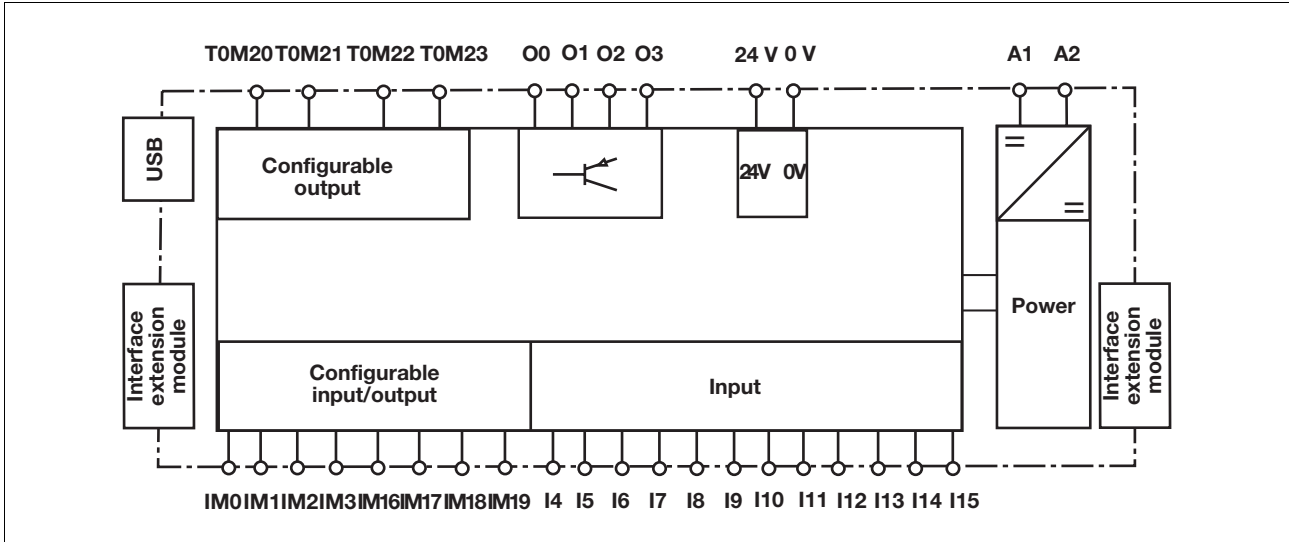 T0M20 T0M21 T0M22 T0M23 O0 O1 O2 O3 24 V 0 V A1 A2
USB
Configurable
output
24V 0V
=
=
Interface
extension
module
Power
Interface
extension
module
Configurable
input/output
Input
IM0 IM1 IM2 IM3 IM16 IM17 IM18 IM19 I4 I5 I6 I7 I8 I9 I10 I11 I12 I13 I14 I15